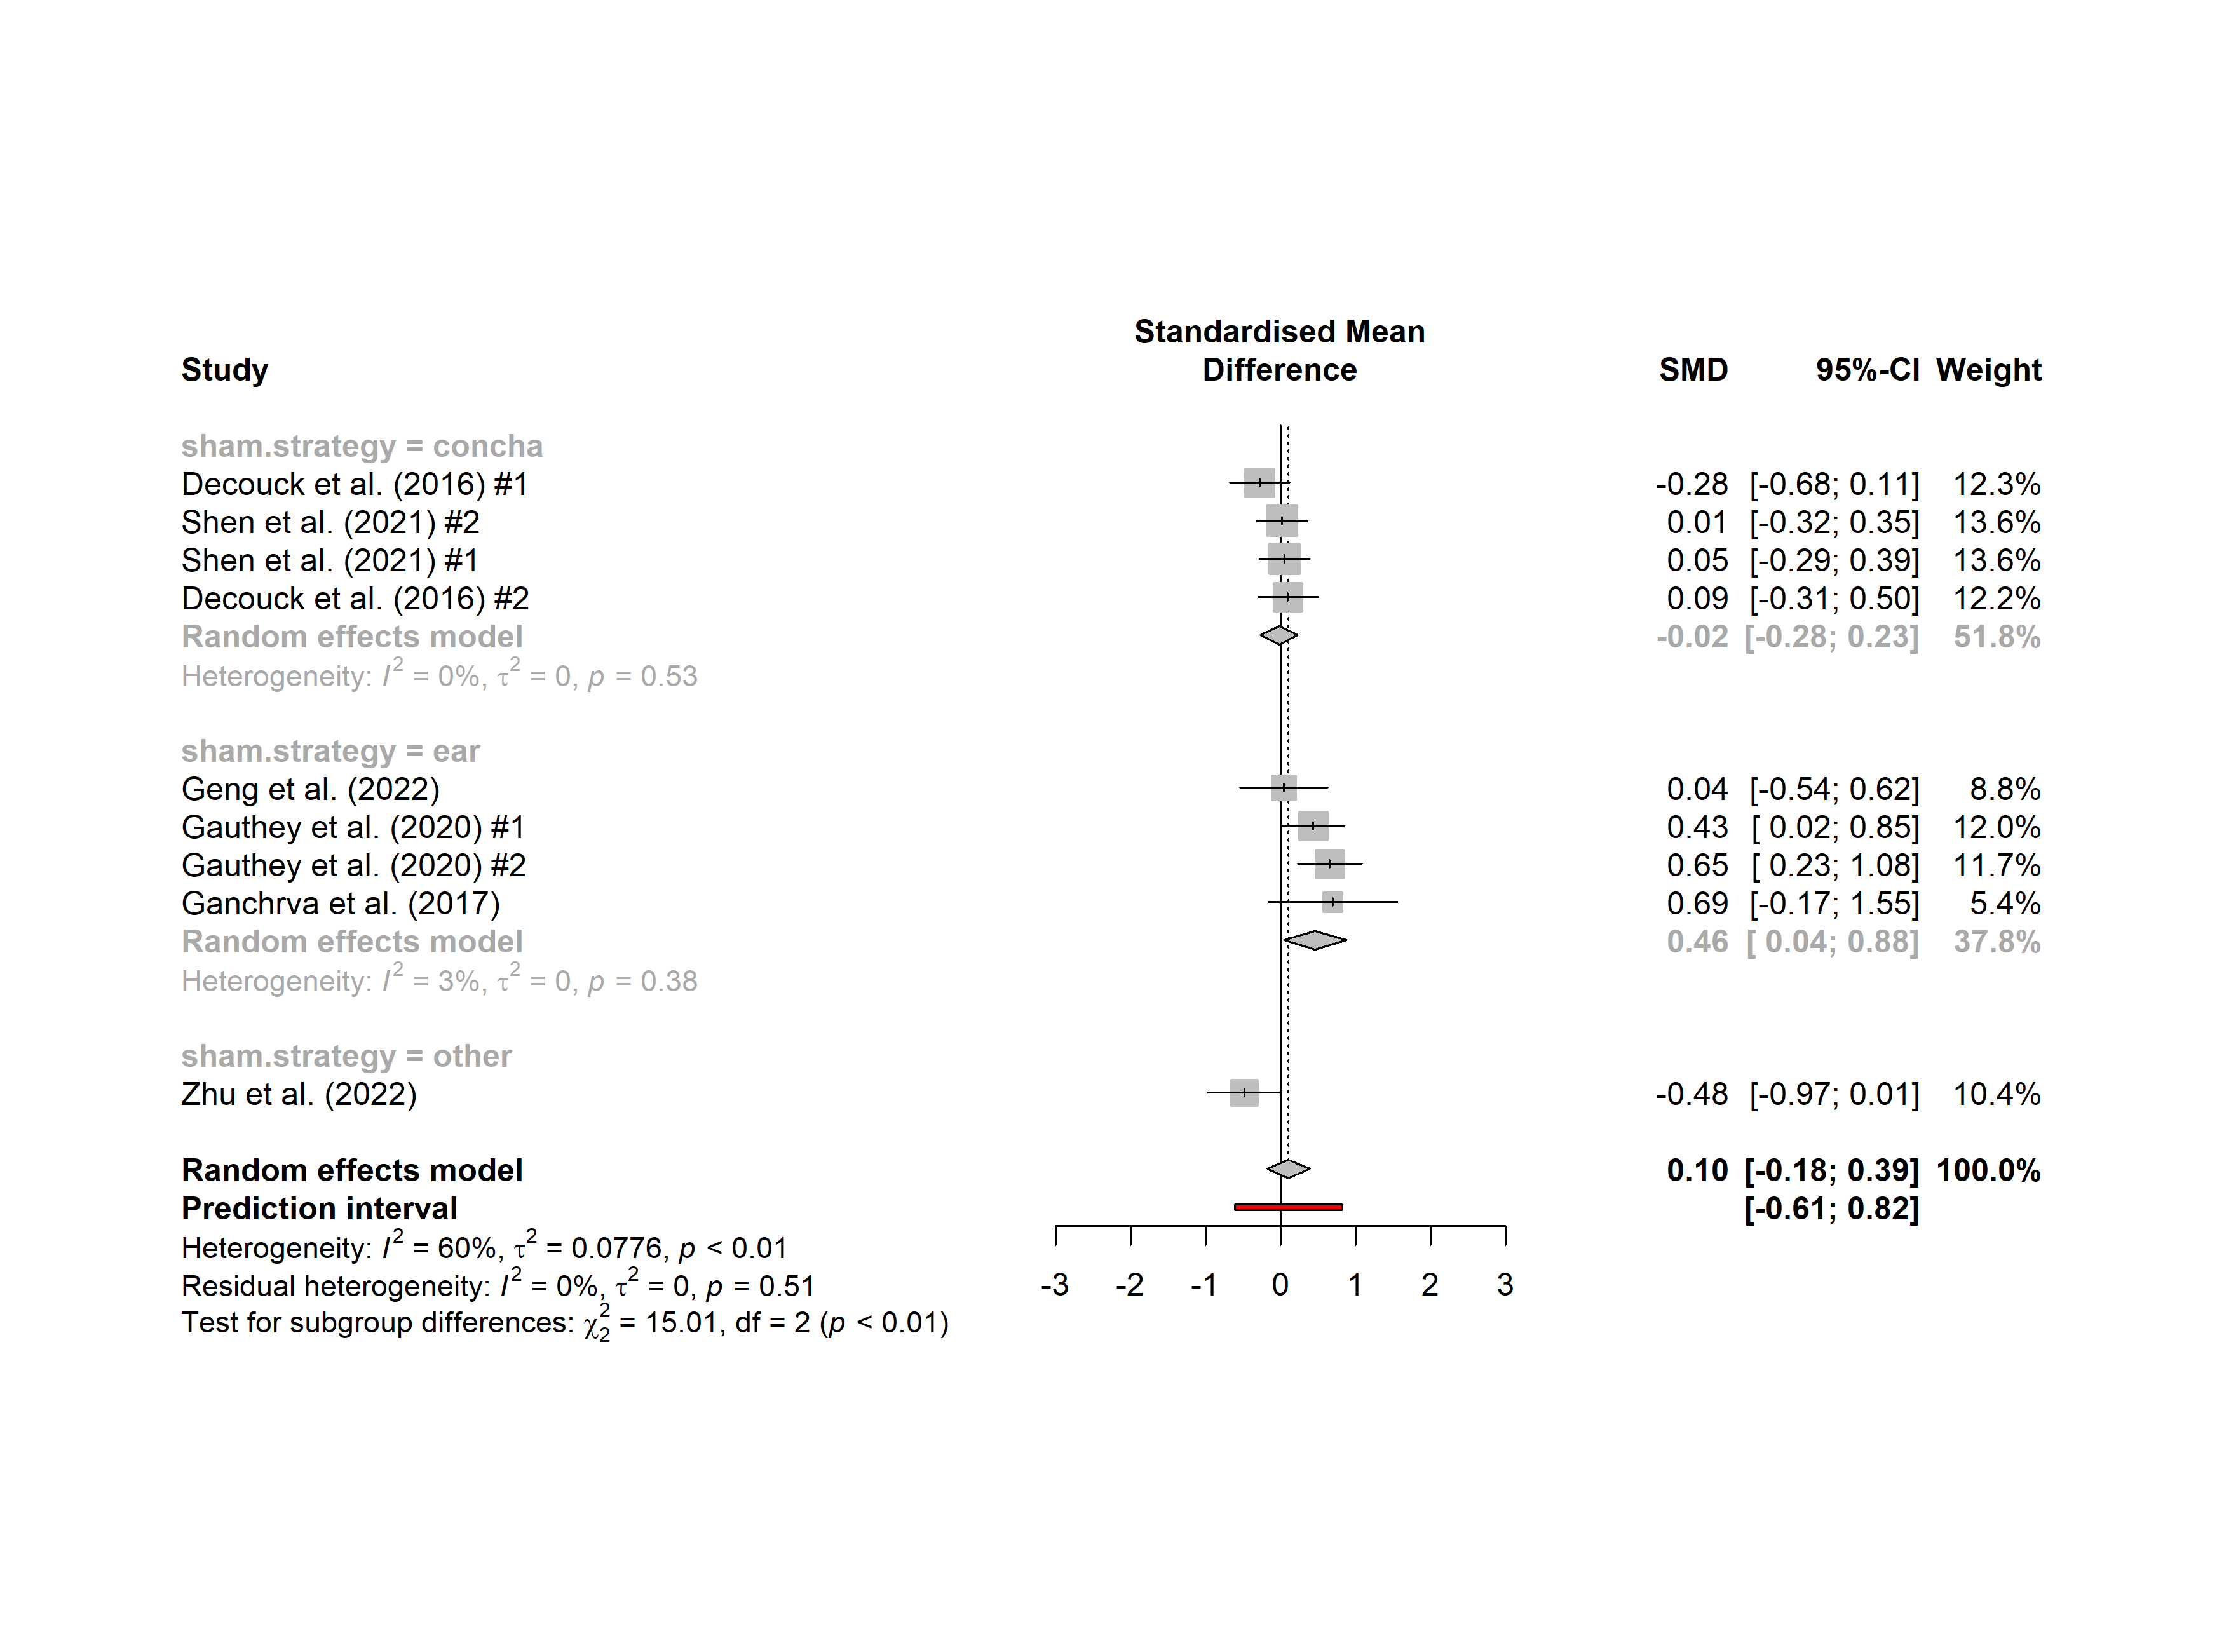 Standardised Mean
Study Difference SMD 95%-CI Weight
sham.strategy = concha
Decouck et al. (2016) #1 -0.28 [-0.68; 0.11] 12.3%
Shen et al. (2021) #2 0.01 [-0.32; 0.35] 13.6%
Shen et al. (2021) #1 0.05 [-0.29; 0.39] 13.6%
Decouck et al. (2016) #2 0.09 [-0.31; 0.50] 12.2%
Random effects model -0.02 [-0.28; 0.23] 51.8%
Heterogeneity: I² = 0%, τ² = 0, p = 0.53
sham.strategy = ear
Geng et al. (2022) 0.04 [-0.54; 0.62] 8.8%
Gauthey et al. (2020) #1 0.43 [ 0.02; 0.85] 12.0%
Gauthey et al. (2020) #2 0.65 [ 0.23; 1.08] 11.7%
Ganchrva et al. (2017) 0.69 [-0.17; 1.55] 5.4%
Random effects model 0.46 [ 0.04; 0.88] 37.8%
Heterogeneity: I² = 3%, τ² = 0, p = 0.38
sham.strategy = other
Zhu et al. (2022) -0.48 [-0.97; 0.01] 10.4%
Random effects model 0.10 [-0.18; 0.39] 100.0%
Prediction interval [-0.61; 0.82]
Heterogeneity: I² = 60%, τ² = 0.0776, p < 0.01
Residual heterogeneity: I² = 0%, τ² = 0, p = 0.51
-3 -2 -1 0 1 2 3
Test for subgroup differences: χ²₂ = 15.01, df = 2 (p < 0.01)